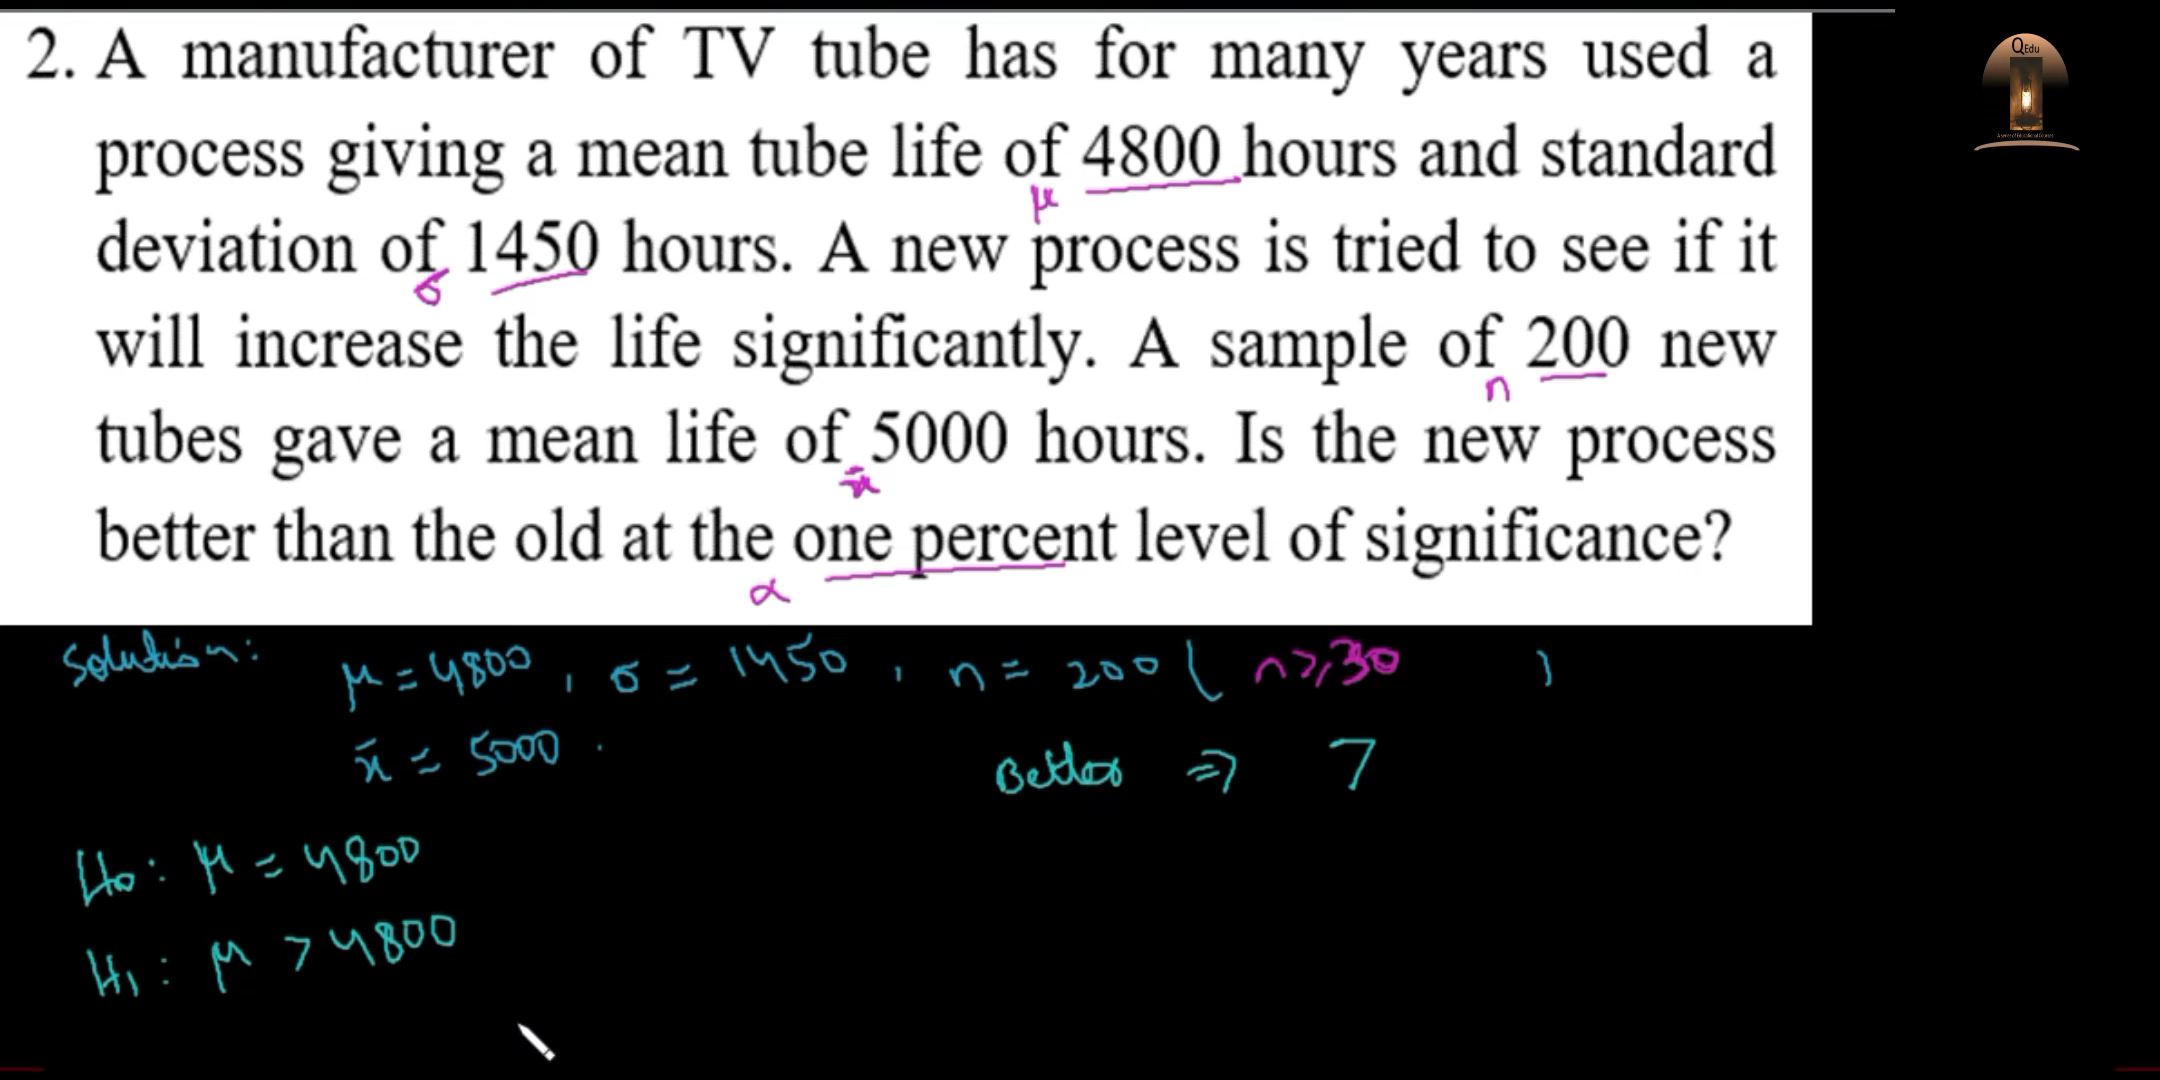 2. A manufacturer of TV tube has for many years used a
process giving a mean tube life of 4800 hours and standard
μ
deviation of 1450 hours. A new process is tried to see if it
σ
will increase the life significantly. A sample of 200 new
n
tubes gave a mean life of 5000 hours. Is the new process
x̄
better than the old at the one percent level of significance?
α
Solution: μ = 4800, σ = 1450, n = 200 ( n ≥ 30 )
x̄ = 5000. Better ⇒ >
H₀: μ = 4800
H₁: μ > 4800
QEdu